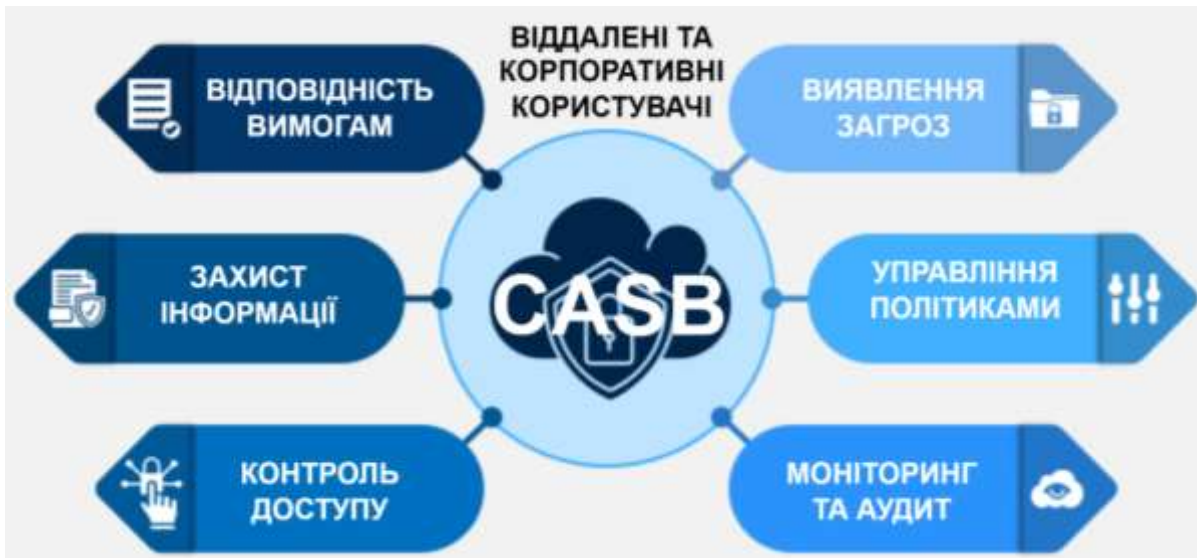 ВІДДАЛЕНІ ТА
КОРПОРАТИВНІ
КОРИСТУВАЧІ
ВІДПОВІДНІСТЬ
ВИМОГАМ
ВИЯВЛЕННЯ
ЗАГРОЗ
ЗАХИСТ
ІНФОРМАЦІЇ
CASB
УПРАВЛІННЯ
ПОЛІТИКАМИ
КОНТРОЛЬ
ДОСТУПУ
МОНІТОРИНГ
ТА АУДИТ